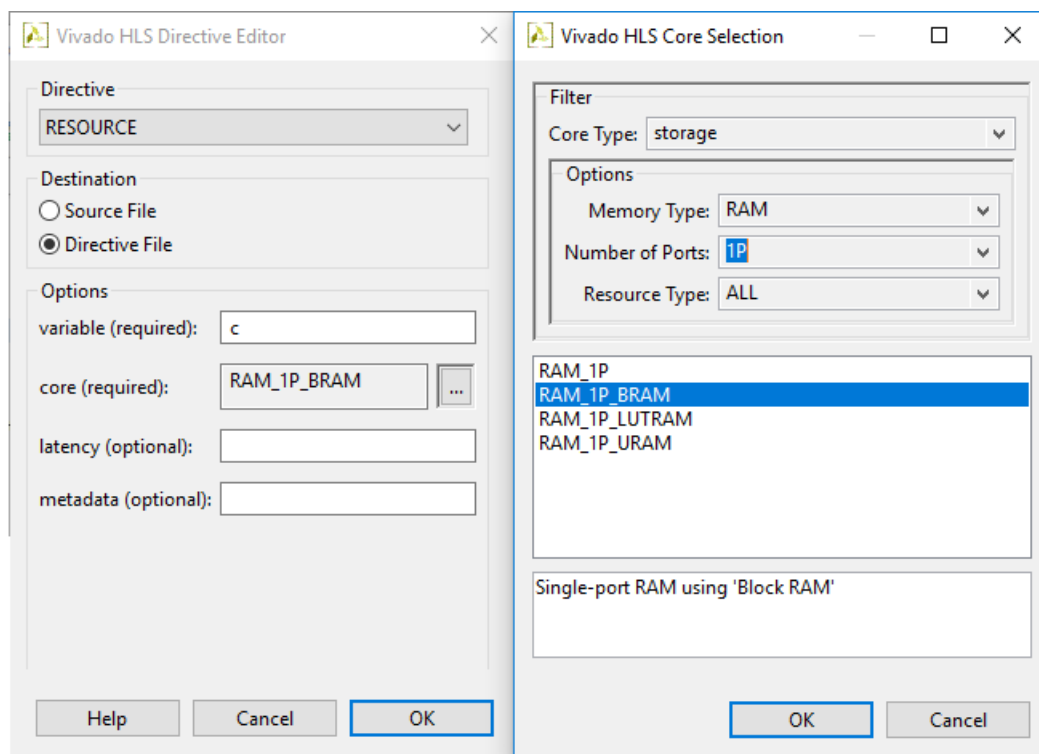 Vivado HLS Directive Editor
Directive
RESOURCE
Destination
Source File
Directive File
Options
variable (required): c
core (required): RAM_1P_BRAM ...
latency (optional):
metadata (optional):
Help Cancel OK
Vivado HLS Core Selection
Filter
Core Type: storage
Options
Memory Type: RAM
Number of Ports: 1P
Resource Type: ALL
RAM_1P
RAM_1P_BRAM
RAM_1P_LUTRAM
RAM_1P_URAM
Single-port RAM using 'Block RAM'
OK Cancel